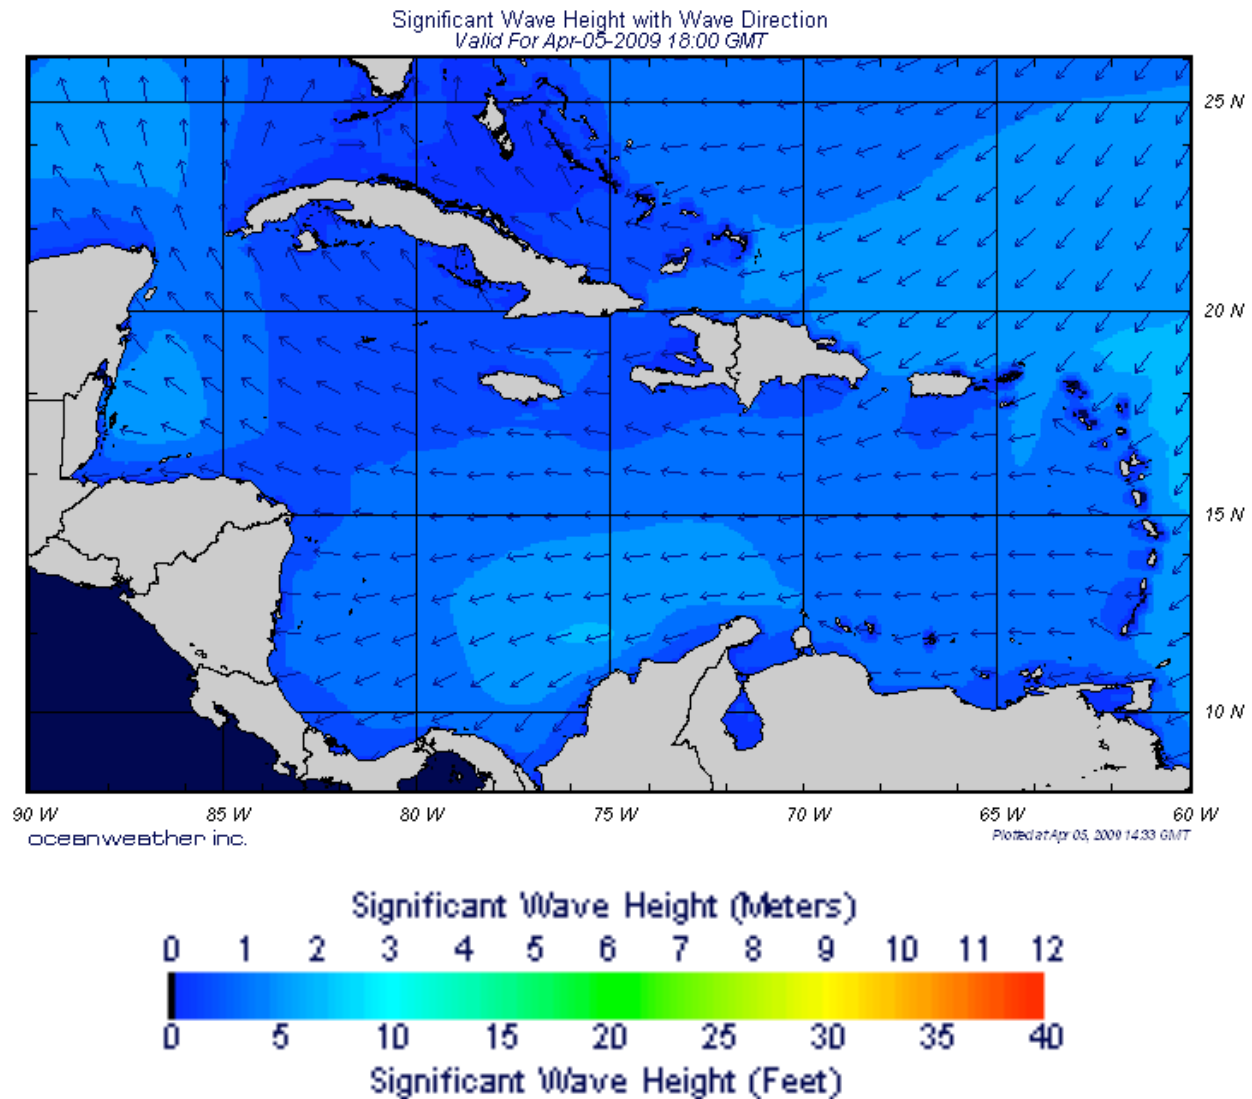 Significant Wave Height with Wave Direction
Valid For Apr-05-2009 18:00 GMT
25 N
20 N
15 N
10 N
90 W 85 W 80 W 75 W 70 W 65 W 60 W
oceanweather inc.
Plotted at Apr 05, 2009 14:33 GMT
Significant Wave Height (Meters)
0 1 2 3 4 5 6 7 8 9 10 11 12
0 5 10 15 20 25 30 35 40
Significant Wave Height (Feet)